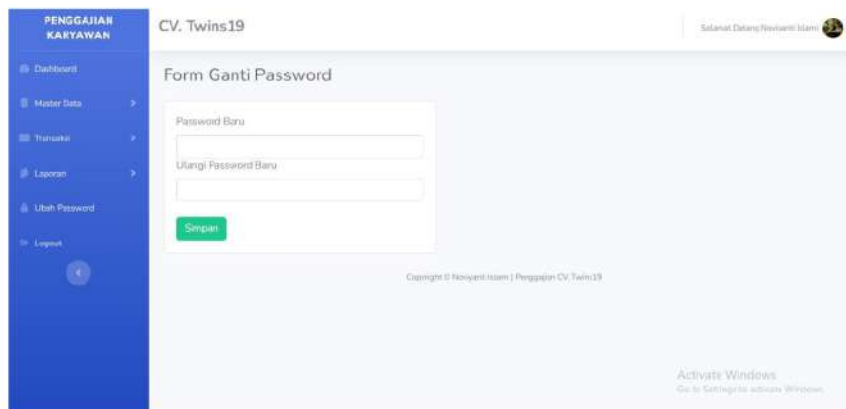 PENGGAJIAN
KARYAWAN
CV. Twins19
Selamat Datang Noviyanti Islami
Dashboard
Master Data
Transaksi
Laporan
Ubah Password
Logout
Form Ganti Password
Password Baru
Ulangi Password Baru
Simpan
Copyright © Noviyanti Islami | Penggajian CV. Twins19
Activate Windows
Go to Settings to activate Windows.